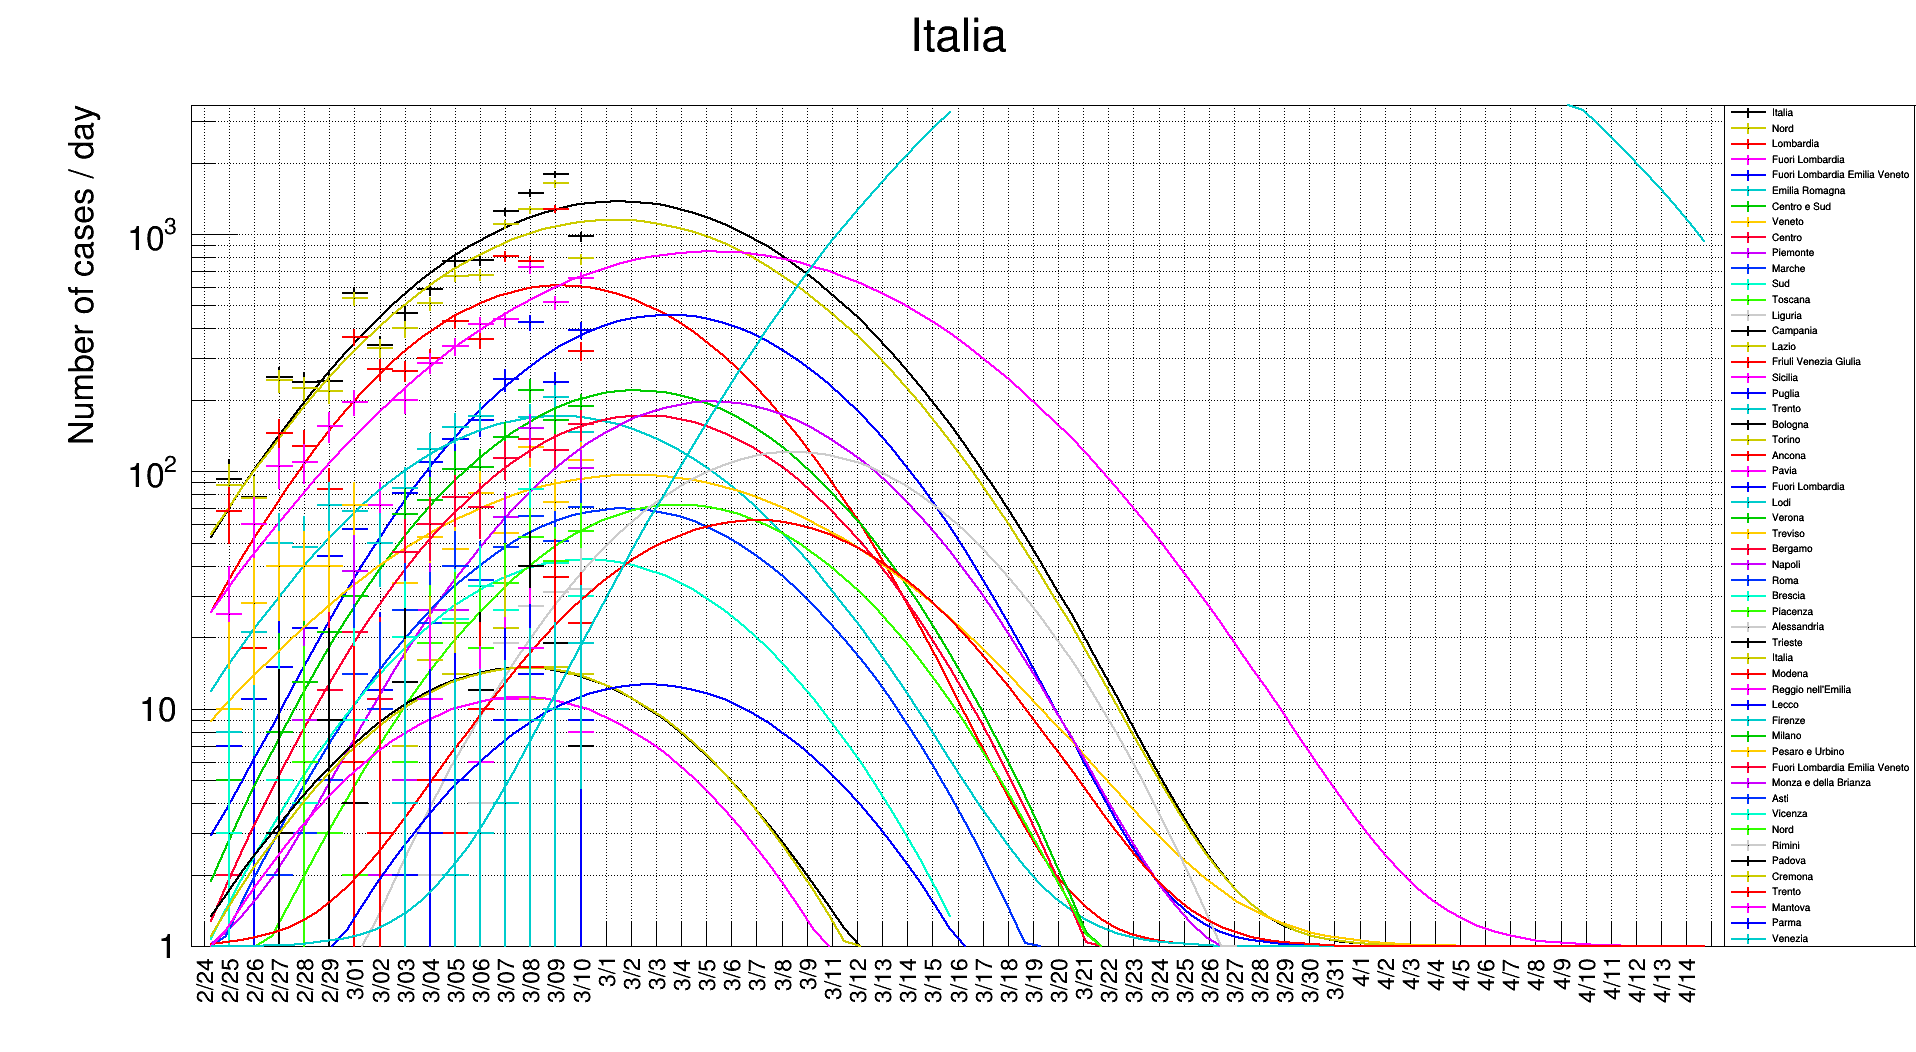 Italia
Number of cases / day
10³
10²
10
1
2/24
2/25
2/26
2/27
2/28
2/29
3/01
3/02
3/03
3/04
3/05
3/06
3/07
3/08
3/09
3/10
3/1
3/2
3/3
3/4
3/5
3/6
3/7
3/8
3/9
3/11
3/12
3/13
3/14
3/15
3/16
3/17
3/18
3/19
3/20
3/21
3/22
3/23
3/24
3/25
3/26
3/27
3/28
3/29
3/30
3/31
4/1
4/2
4/3
4/4
4/5
4/6
4/7
4/8
4/9
4/10
4/11
4/12
4/13
4/14
Italia
Nord
Lombardia
Fuori Lombardia
Fuori Lombardia Emilia Veneto
Emilia Romagna
Centro e Sud
Veneto
Centro
Piemonte
Marche
Sud
Toscana
Liguria
Campania
Lazio
Friuli Venezia Giulia
Sicilia
Puglia
Trento
Bologna
Torino
Ancona
Pavia
Fuori Lombardia
Lodi
Verona
Treviso
Bergamo
Napoli
Roma
Brescia
Piacenza
Alessandria
Trieste
Italia
Modena
Reggio nell'Emilia
Lecco
Firenze
Milano
Pesaro e Urbino
Fuori Lombardia Emilia Veneto
Monza e della Brianza
Asti
Vicenza
Nord
Rimini
Padova
Cremona
Trento
Mantova
Parma
Venezia